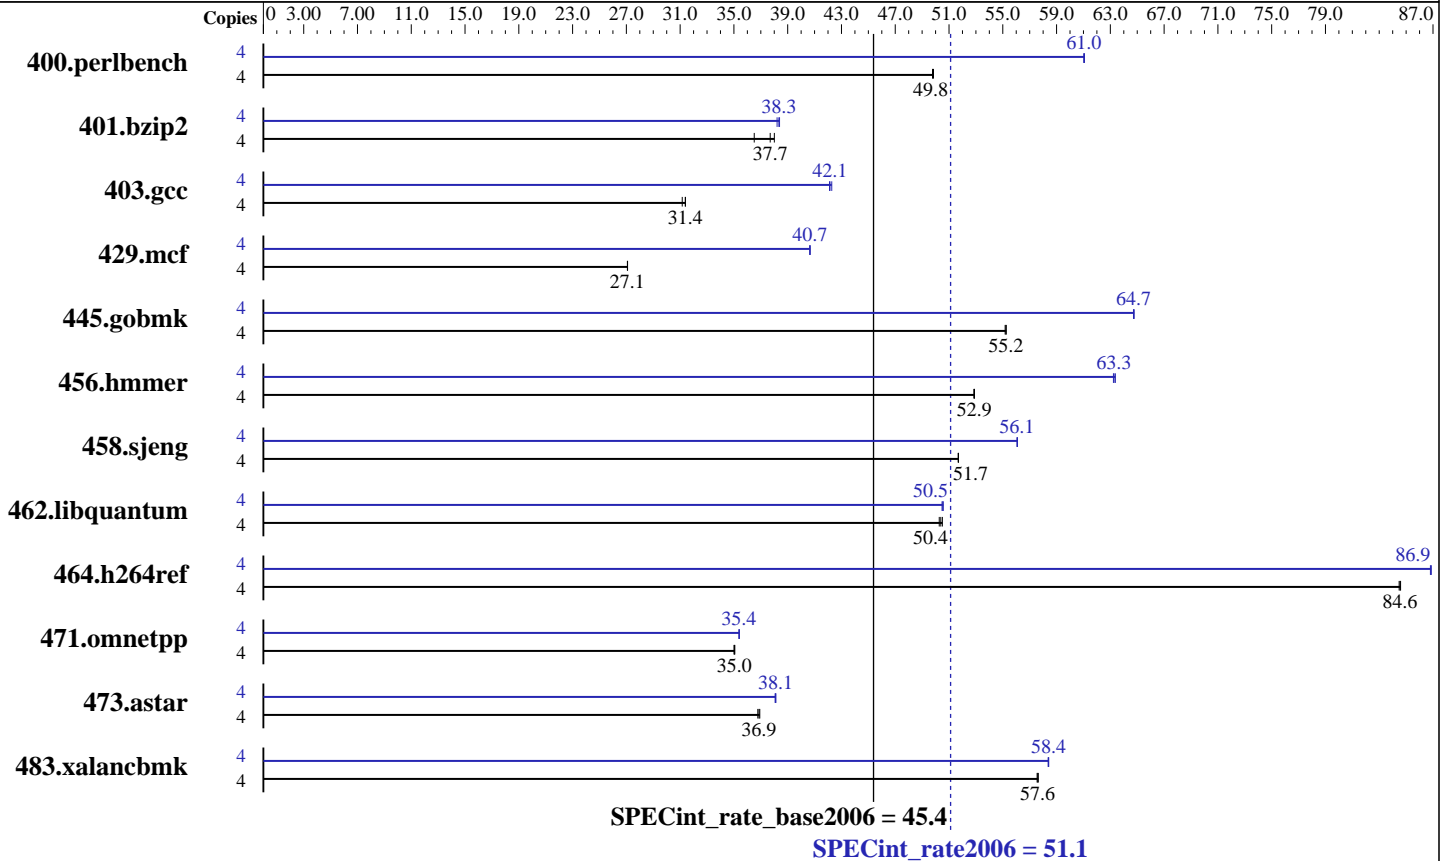 Copies 0 3.00 7.00 11.0 15.0 19.0 23.0 27.0 31.0 35.0 39.0 43.0 47.0 51.0 55.0 59.0 63.0 67.0 71.0 75.0 79.0 87.0
400.perlbench 4 61.0
4 49.8
401.bzip2 4 38.3
4 37.7
403.gcc 4 42.1
4 31.4
429.mcf 4 40.7
4 27.1
445.gobmk 4 64.7
4 55.2
456.hmmer 4 63.3
4 52.9
458.sjeng 4 56.1
4 51.7
462.libquantum 4 50.5
4 50.4
464.h264ref 4 86.9
4 84.6
471.omnetpp 4 35.4
4 35.0
473.astar 4 38.1
4 36.9
483.xalancbmk 4 58.4
4 57.6
SPECint_rate_base2006 = 45.4
SPECint_rate2006 = 51.1